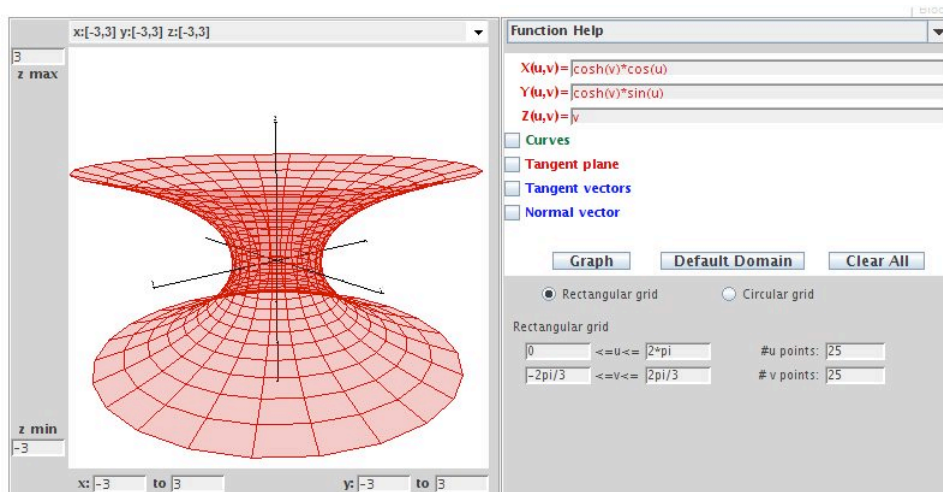 x:[-3,3] y:[-3,3] z:[-3,3]
3
z max
z min
-3
x: -3 to 3 y: -3 to 3
Function Help
X(u,v)= cosh(v)*cos(u)
Y(u,v)= cosh(v)*sin(u)
Z(u,v)= v
Curves
Tangent plane
Tangent vectors
Normal vector
Graph Default Domain Clear All
Rectangular grid Circular grid
Rectangular grid
0 <=u<= 2*pi #u points: 25
-2pi/3 <=v<= 2pi/3 # v points: 25